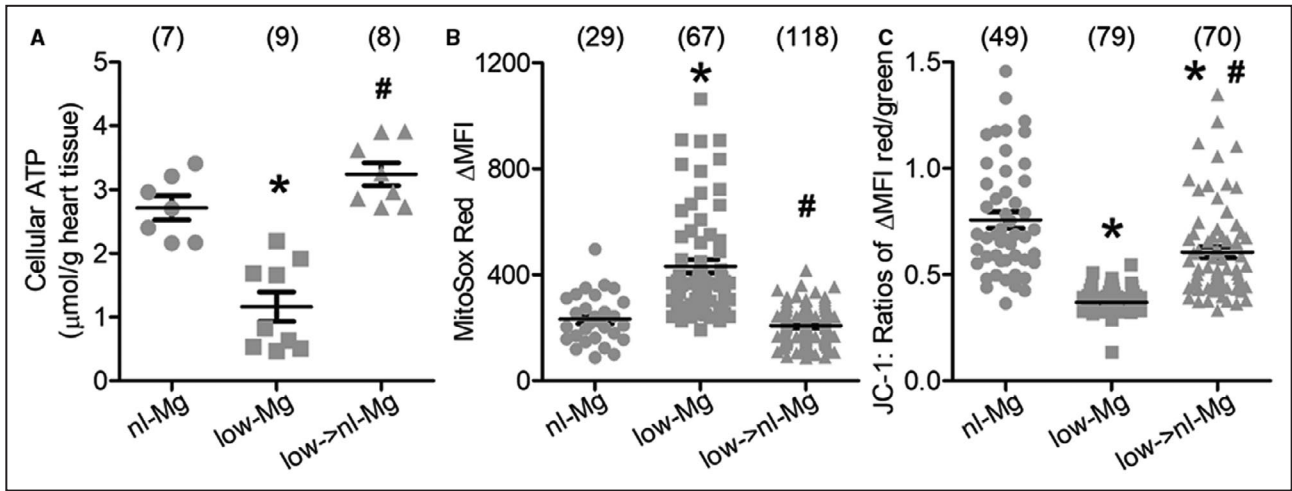 A
(7)
(9)
(8)
Cellular ATP
(μmol/g heart tissue)
5
4
3
2
1
0
*
#
nl-Mg
low-Mg
low->nl-Mg
B
(29)
(67)
(118)
MitoSox Red ΔMFI
1200
800
400
0
*
#
nl-Mg
low-Mg
low->nl-Mg
C
(49)
(79)
(70)
JC-1: Ratios of ΔMFI red/green
1.5
1.0
0.5
0.0
*
* #
nl-Mg
low-Mg
low->nl-Mg